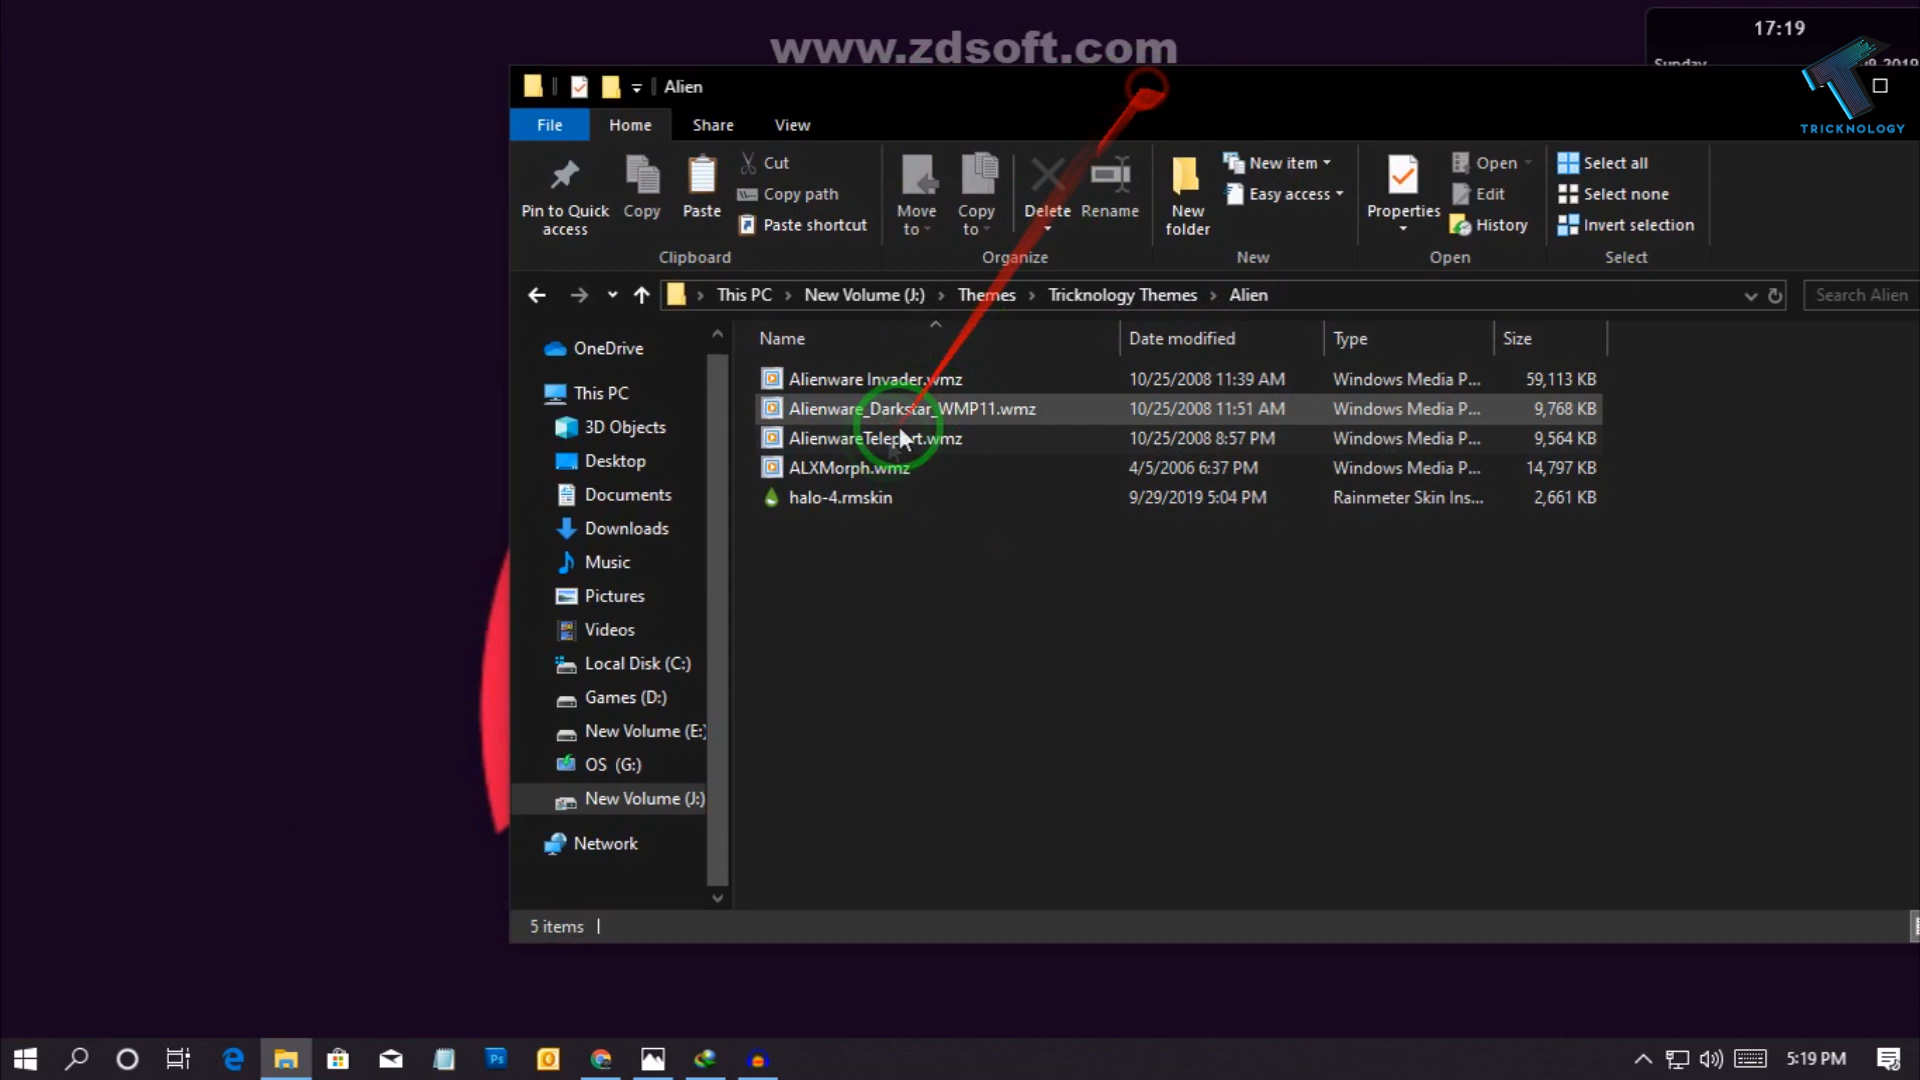 www.zdsoft.com
17:19
Sunday
2019
TRICKNOLOGY
Alien
File Home Share View
Pin to Quick access
Copy
Paste
Cut
Copy path
Paste shortcut
Move to
Copy to
Delete
Rename
New folder
New item
Easy access
Properties
Open
Edit
History
Select all
Select none
Invert selection
Clipboard Organize New Open Select
This PC New Volume (J:) Themes Tricknology Themes Alien
Search Alien
Name Date modified Type Size
Alienware Invader.wmz 10/25/2008 11:39 AM Windows Media P... 59,113 KB
Alienware_Darkstar_WMP11.wmz 10/25/2008 11:51 AM Windows Media P... 9,768 KB
AlienwareTeleport.wmz 10/25/2008 8:57 PM Windows Media P... 9,564 KB
ALXMorph.wmz 4/5/2006 6:37 PM Windows Media P... 14,797 KB
halo-4.rmskin 9/29/2019 5:04 PM Rainmeter Skin Ins... 2,661 KB
OneDrive
This PC
3D Objects
Desktop
Documents
Downloads
Music
Pictures
Videos
Local Disk (C:)
Games (D:)
New Volume (E:)
OS (G:)
New Volume (J:)
Network
5 items
Ps
5:19 PM